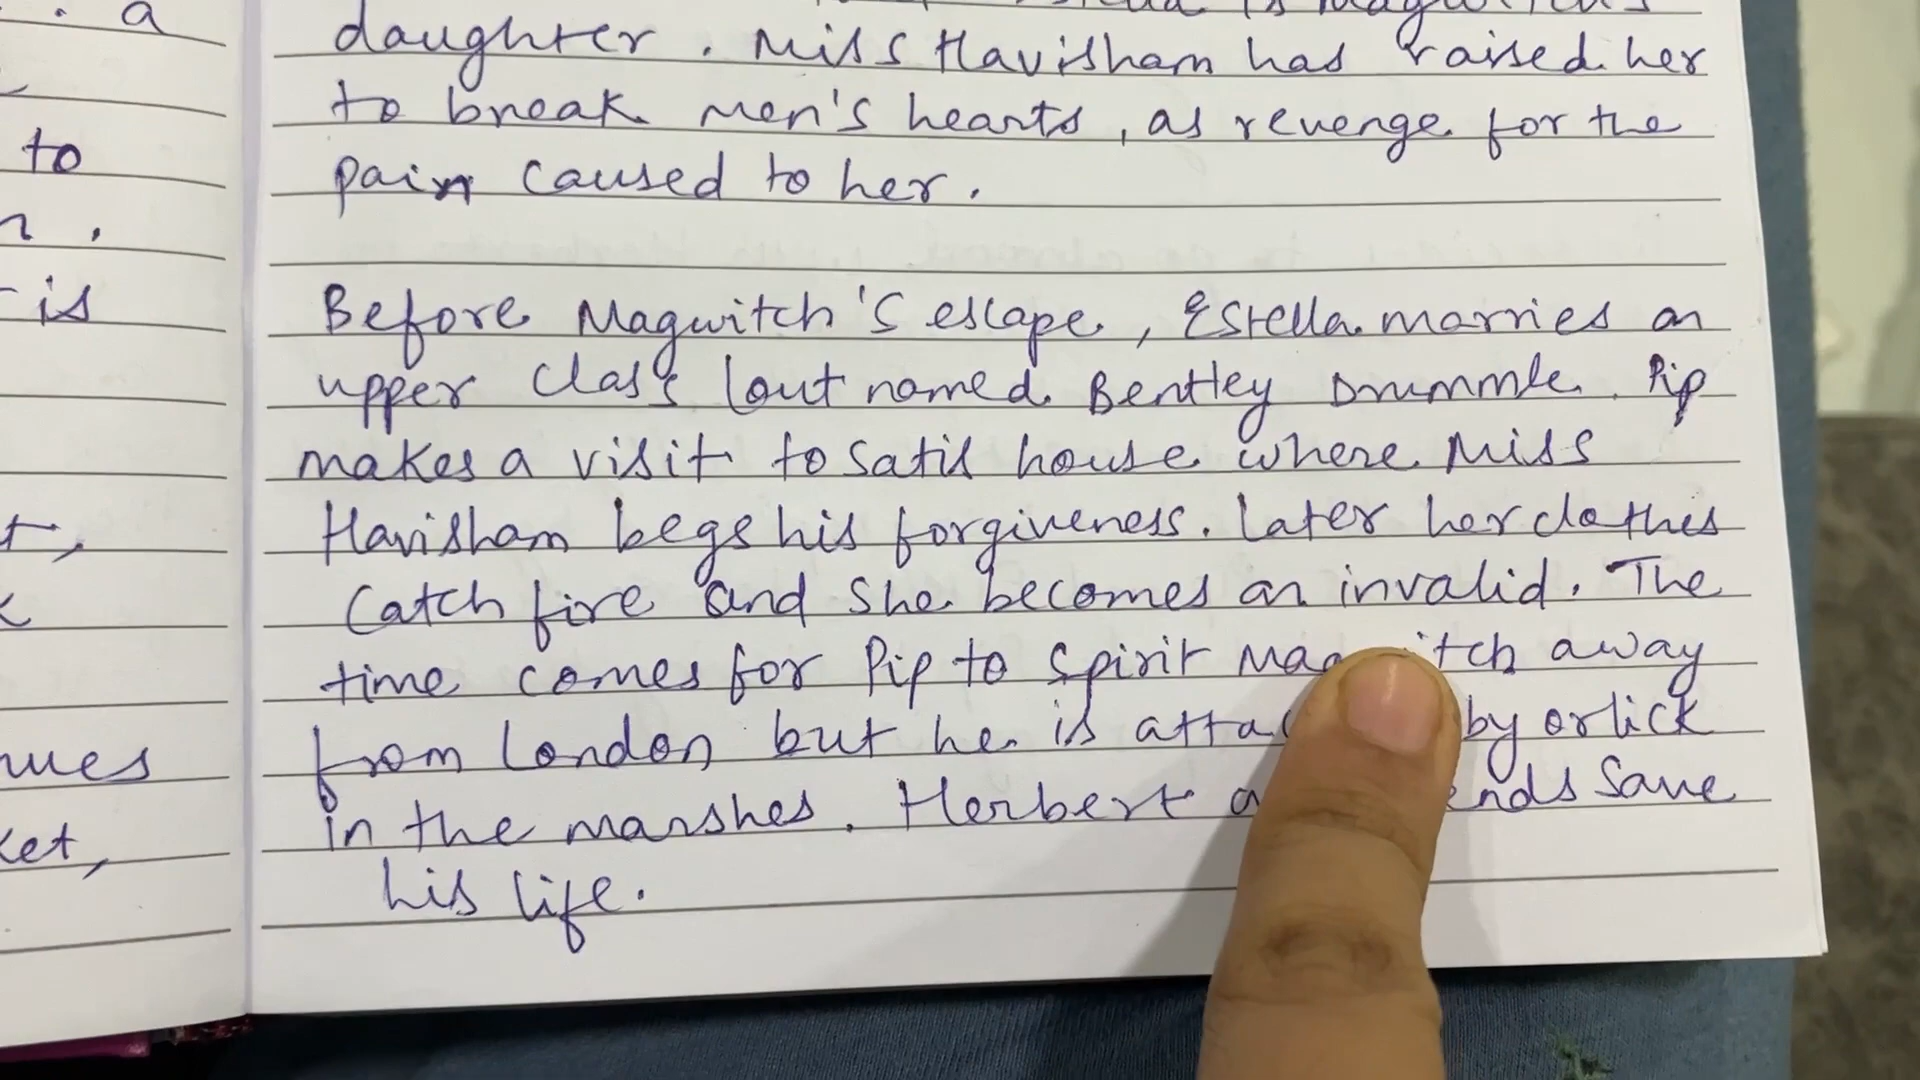 a
to
is
daughter. Miss Havisham has raised her
to break men's hearts, as revenge for the
pain caused to her.
Before Magwitch's escape, Estella marries an
upper class lout named Bentley Drummle. Pip
makes a visit to Satis house where Miss
Havisham begs his forgiveness. Later her clothes
catch fire and she becomes an invalid. The
time comes for Pip to spirit away
from London but he is by orlick
in the marshes. Herbert save
his life.